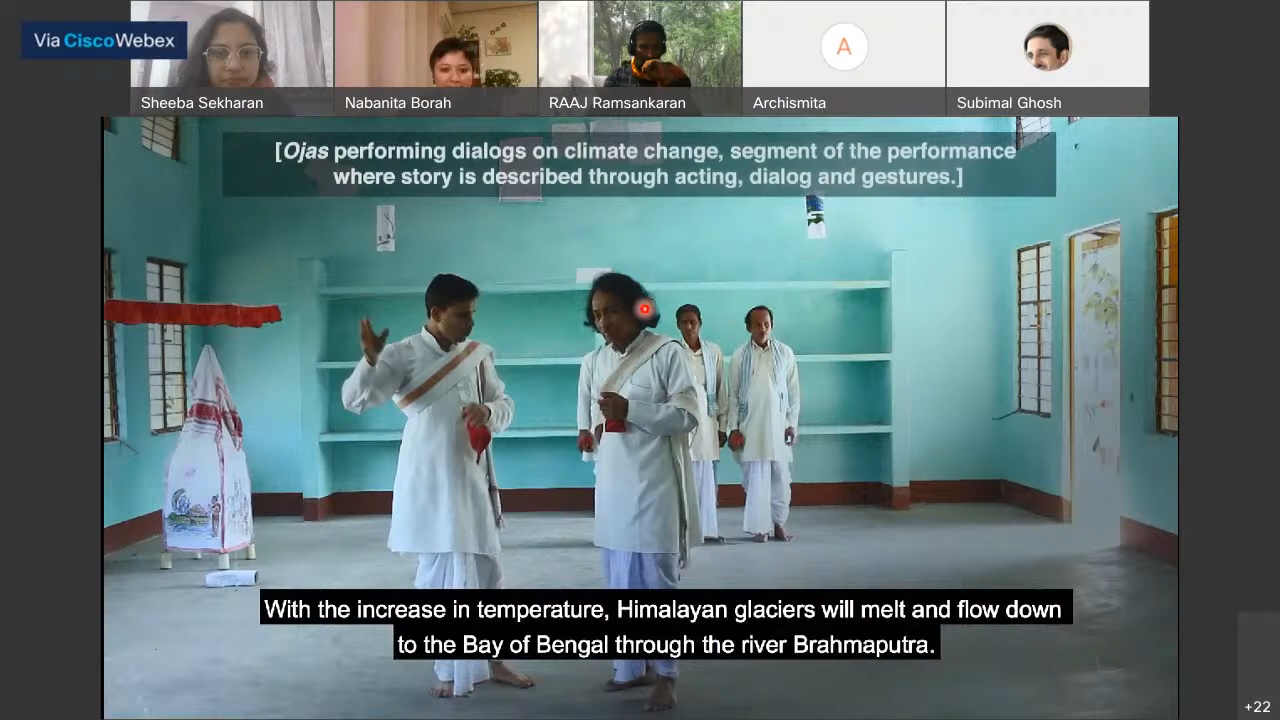 Via Cisco Webex
Sheeba Sekharan
Nabanita Borah
RAAJ Ramsankaran
A
Archismita
Subimal Ghosh
[Ojas performing dialogs on climate change, segment of the performance
where story is described through acting, dialog and gestures.]
With the increase in temperature, Himalayan glaciers will melt and flow down
to the Bay of Bengal through the river Brahmaputra.
+22